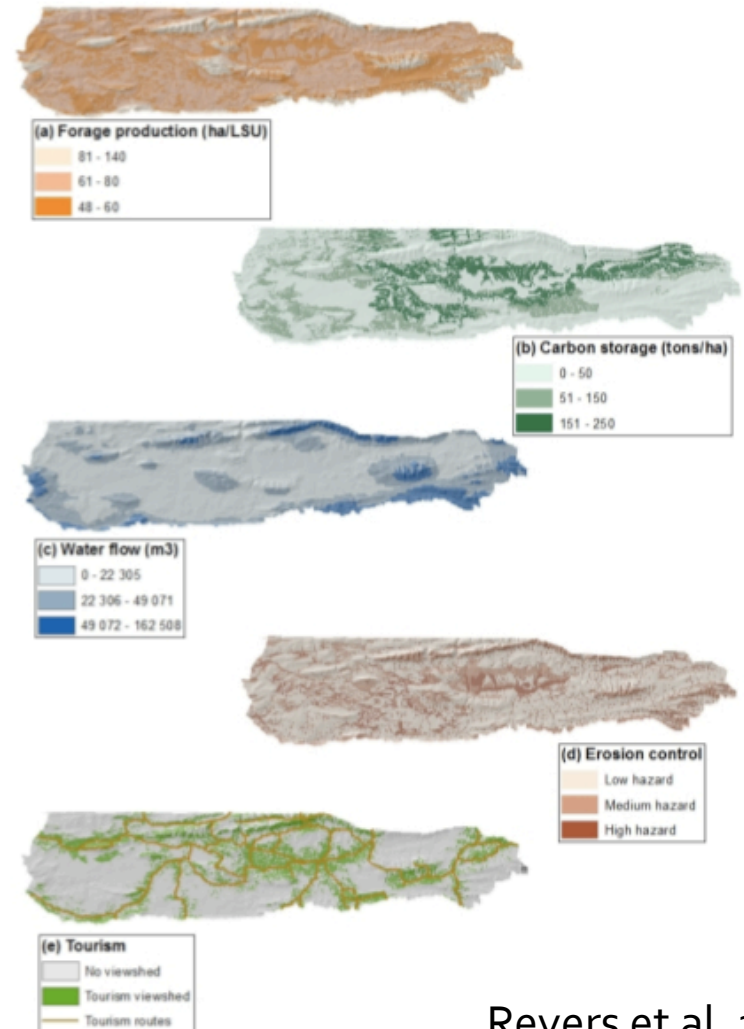 (a) Forage production (ha/LSU)
81 - 140
61 - 80
48 - 60
(b) Carbon storage (tons/ha)
0 - 50
51 - 150
151 - 250
(c) Water flow (m3)
0 - 22 305
22 306 - 49 071
49 072 - 162 508
(d) Erosion control
Low hazard
Medium hazard
High hazard
(e) Tourism
No viewshed
Tourism viewshed
Tourism routes
Reyers et al.